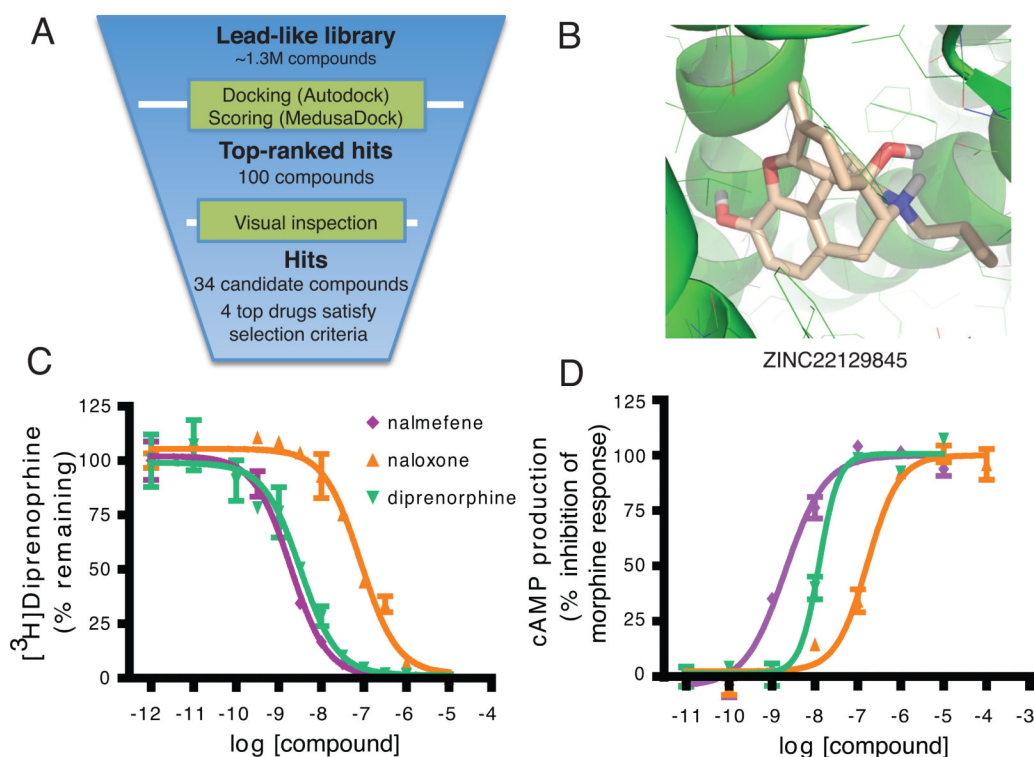 A
Lead-like library
~1.3M compounds
Docking (Autodock)
Scoring (MedusaDock)
Top-ranked hits
100 compounds
Visual inspection
Hits
34 candidate compounds
4 top drugs satisfy
selection criteria
B
ZINC22129845
C
[³H]Diprenoprhine
(% remaining)
125
100
75
50
25
0
-12 -11 -10 -9 -8 -7 -6 -5 -4
log [compound]
nalmefene
naloxone
diprenorphine
D
cAMP production
(% inhibition of
morphine response)
125
100
75
50
25
0
-11 -10 -9 -8 -7 -6 -5 -4 -3
log [compound]